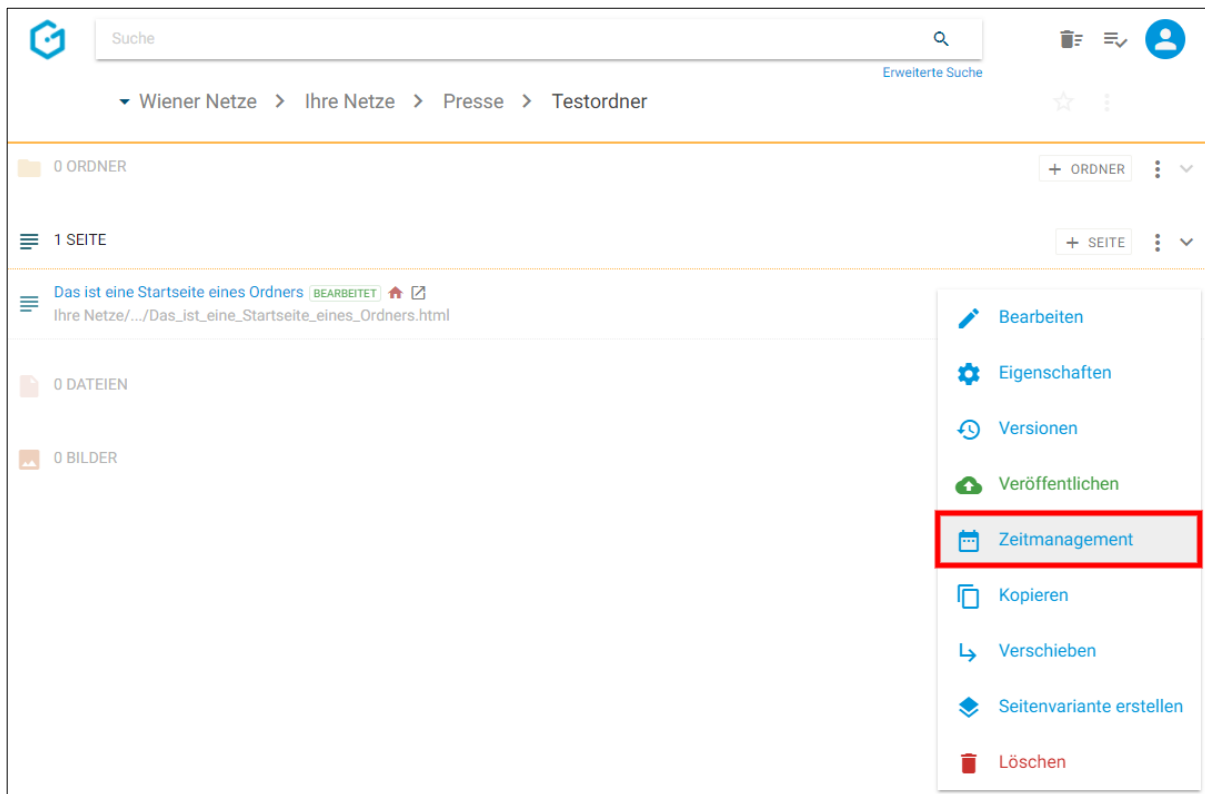 Suche
Erweiterte Suche
Wiener Netze > Ihre Netze > Presse > Testordner
0 ORDNER
+ ORDNER
1 SEITE
+ SEITE
Das ist eine Startseite eines Ordners BEARBEITET
Ihre Netze/.../Das_ist_eine_Startseite_eines_Ordners.html
0 DATEIEN
0 BILDER
Bearbeiten
Eigenschaften
Versionen
Veröffentlichen
Zeitmanagement
Kopieren
Verschieben
Seitenvariante erstellen
Löschen